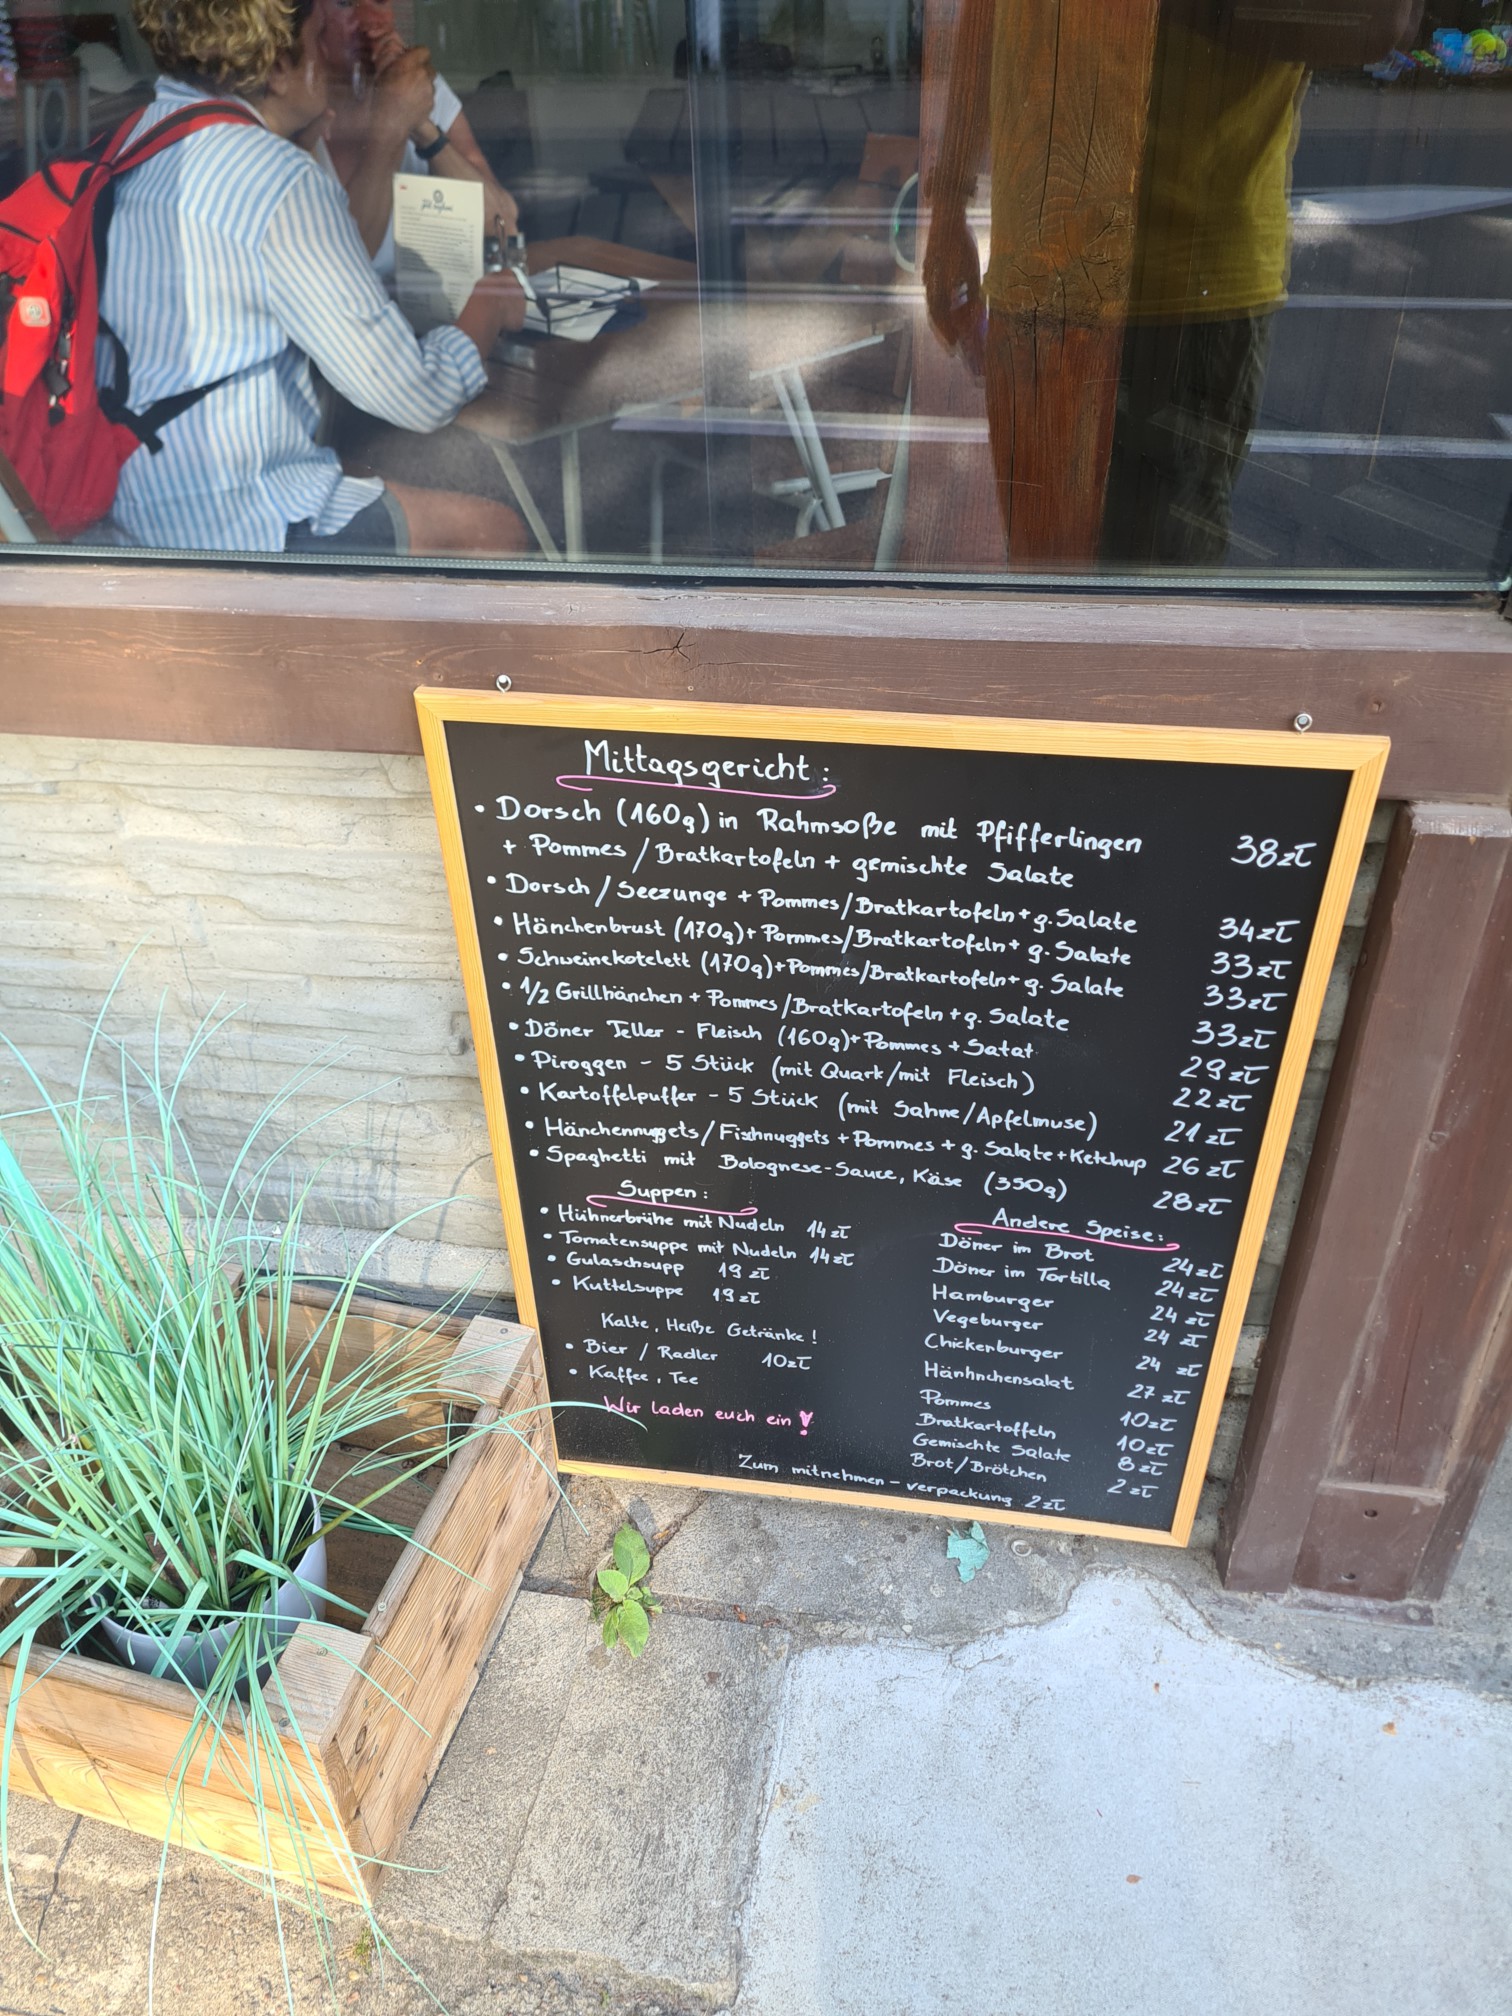 Mittagsgericht:
• Dorsch (160g) in Rahmsoße mit Pfifferlingen 38zł
+ Pommes / Bratkartofeln + gemischte Salate
• Dorsch / Seezunge + Pommes / Bratkartofeln + g. Salate 34zł
• Hänchenbrust (170g) + Pommes / Bratkartofeln + g. Salate 33zł
• Schweinekotelett (170g) + Pommes / Bratkartofeln + g. Salate 33zł
• 1/2 Grillhänchen + Pommes / Bratkartofeln + g. Salate 33zł
• Döner Teller - Fleisch (160g) + Pommes + Satat 29zł
• Piroggen - 5 Stück (mit Quark/mit Fleisch) 22zł
• Kartoffelpuffer - 5 Stück (mit Sahne/Apfelmuse) 21zł
• Hänchennuggets / Fischnuggets + Pommes + g. Salate + Ketchup 26zł
• Spaghetti mit Bolognese-Sauce, Käse (350g) 28zł
Suppen:
• Hühnerbrühe mit Nudeln 14zł
• Tomatensuppe mit Nudeln 14zł
• Gulaschsupp 19zł
• Kuttelsuppe 19zł
Kalte, Heiße Getränke!
• Bier / Radler 10zł
• Kaffee, Tee
Wir laden euch ein!
Andere Speise:
Döner im Brot 24zł
Döner im Tortilla 24zł
Hamburger 24zł
Vegeburger 24zł
Chickenburger 24zł
Hänhnchensalat 27zł
Pommes 10zł
Bratkartoffeln 10zł
Gemischte Salate 8zł
Brot/Brötchen 2zł
Zum mitnehmen - verpackung 2zł